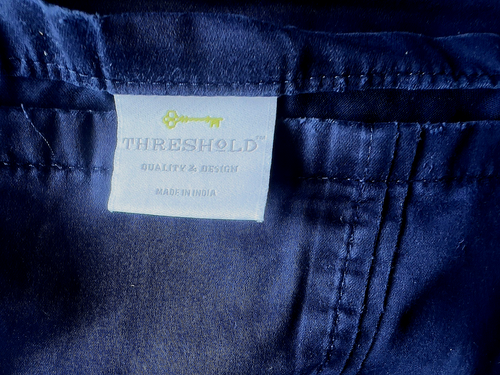 THRESHOLD™
QUALITY & DESIGN
MADE IN INDIA